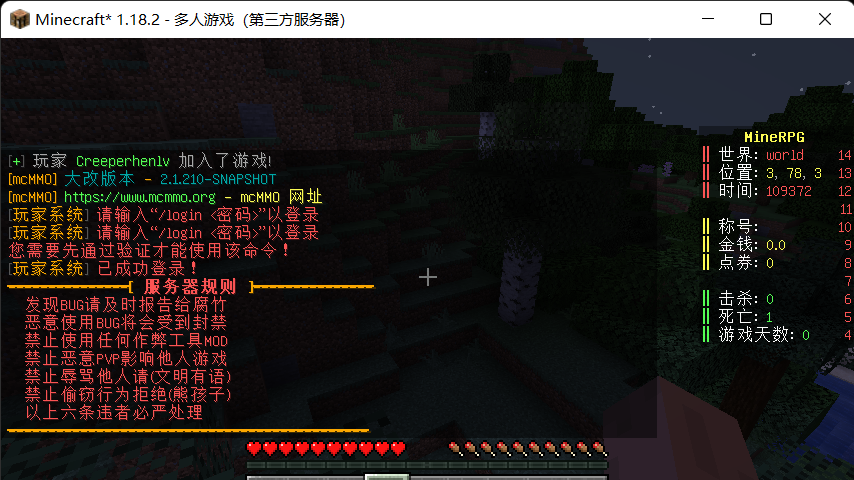 Minecraft* 1.18.2 - 多人游戏（第三方服务器）
[+] 玩家 Creeperhenlv 加入了游戏!
[mcMMO] 大改版本 - 2.1.210-SNAPSHOT
[mcMMO] https://www.mcmmo.org - mcMMO 网址
[玩家系统] 请输入“/login <密码>”以登录
[玩家系统] 请输入“/login <密码>”以登录
您需要先通过验证才能使用该命令！
[玩家系统] 已成功登录！
[ 服务器规则 ]
发现BUG请及时报告给腐竹
恶意使用BUG将会受到封禁
禁止使用任何作弊工具MOD
禁止恶意PVP影响他人游戏
禁止辱骂他人请(文明有语)
禁止偷窃行为拒绝(熊孩子)
以上六条违者必严处理
MineRPG
‖ 世界: world 14
‖ 位置: 3, 78, 3 13
‖ 时间: 109372 12
11
‖ 称号: 10
‖ 金钱: 0.0 9
‖ 点券: 0 8
7
‖ 击杀: 0 6
‖ 死亡: 1 5
‖ 游戏天数: 0 4